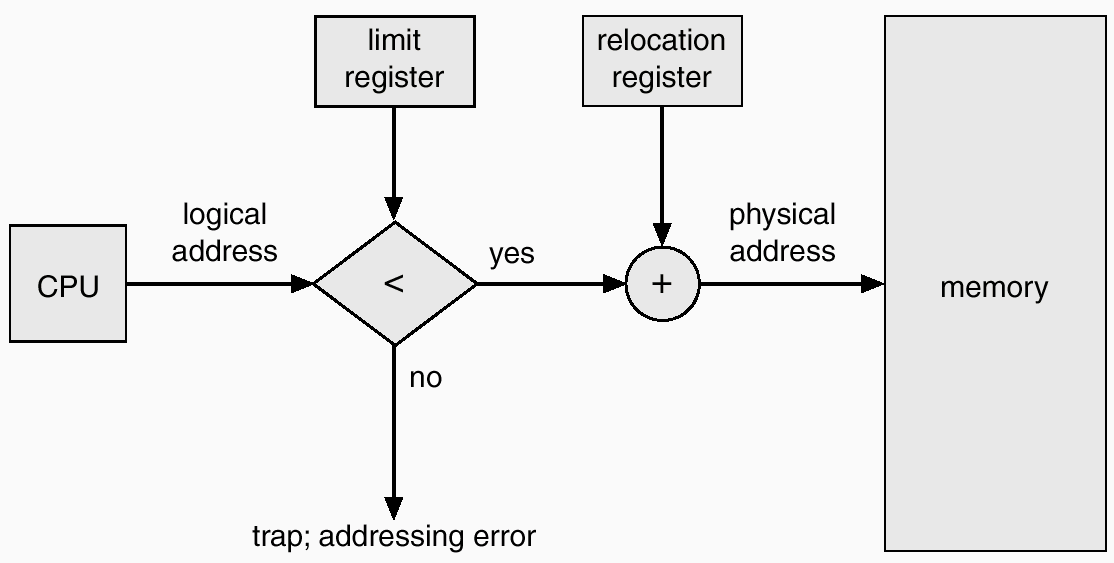 limit
register
relocation
register
logical
address
physical
address
CPU
<
yes
+
memory
no
trap; addressing error